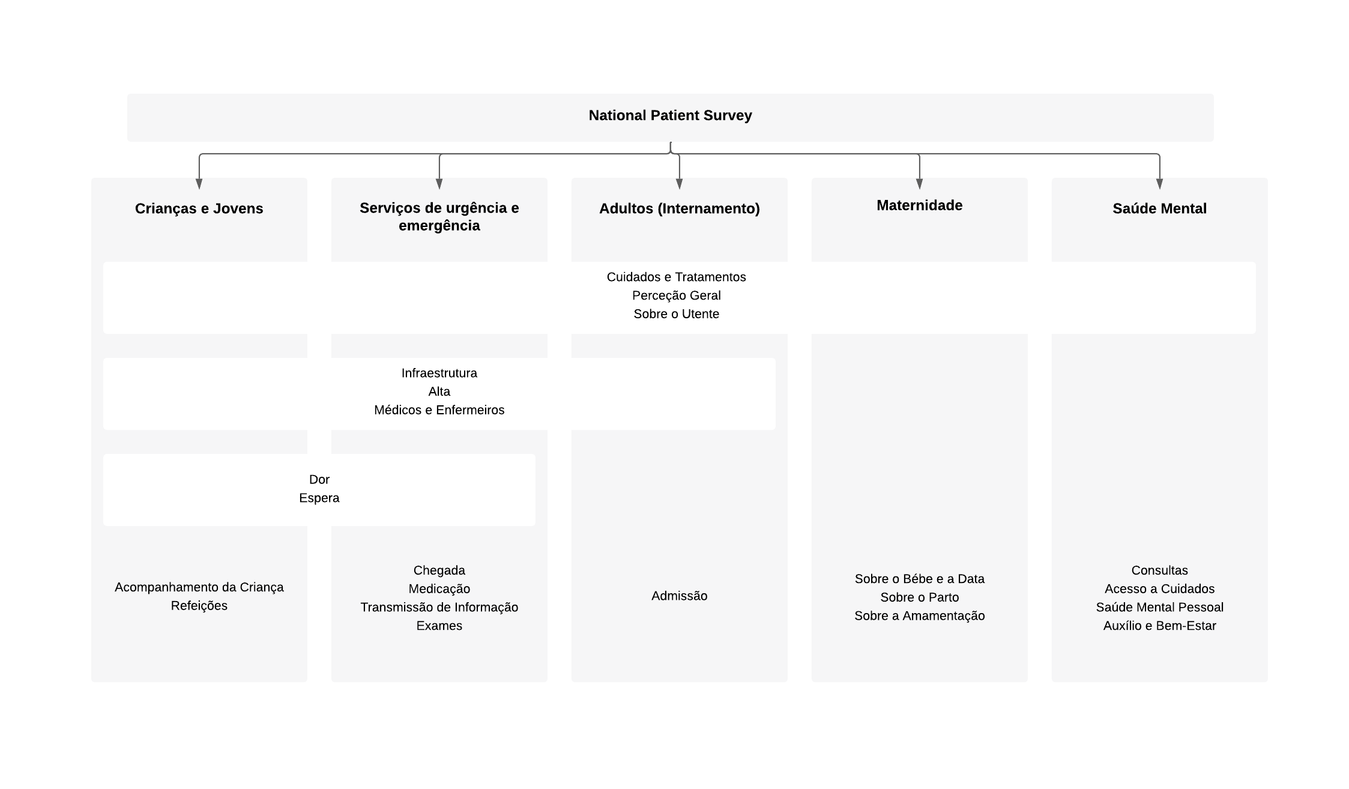 National Patient Survey
Crianças e Jovens
Serviços de urgência e
emergência
Adultos (Internamento)
Maternidade
Saúde Mental
Cuidados e Tratamentos
Perceção Geral
Sobre o Utente
Infraestrutura
Alta
Médicos e Enfermeiros
Dor
Espera
Acompanhamento da Criança
Refeições
Chegada
Medicação
Transmissão de Informação
Exames
Admissão
Sobre o Bébe e a Data
Sobre o Parto
Sobre a Amamentação
Consultas
Acesso a Cuidados
Saúde Mental Pessoal
Auxílio e Bem-Estar